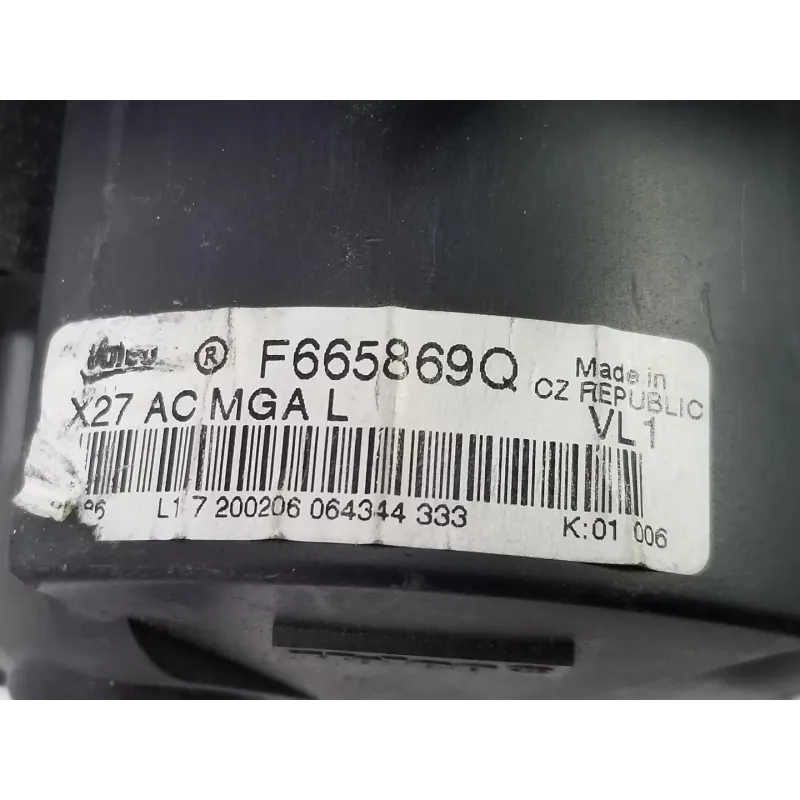 Valeo ® F665869Q Made in
CZ REPUBLIC
X27 AC MGA L VL1
L1 7 200206 064344 333 K:01 006